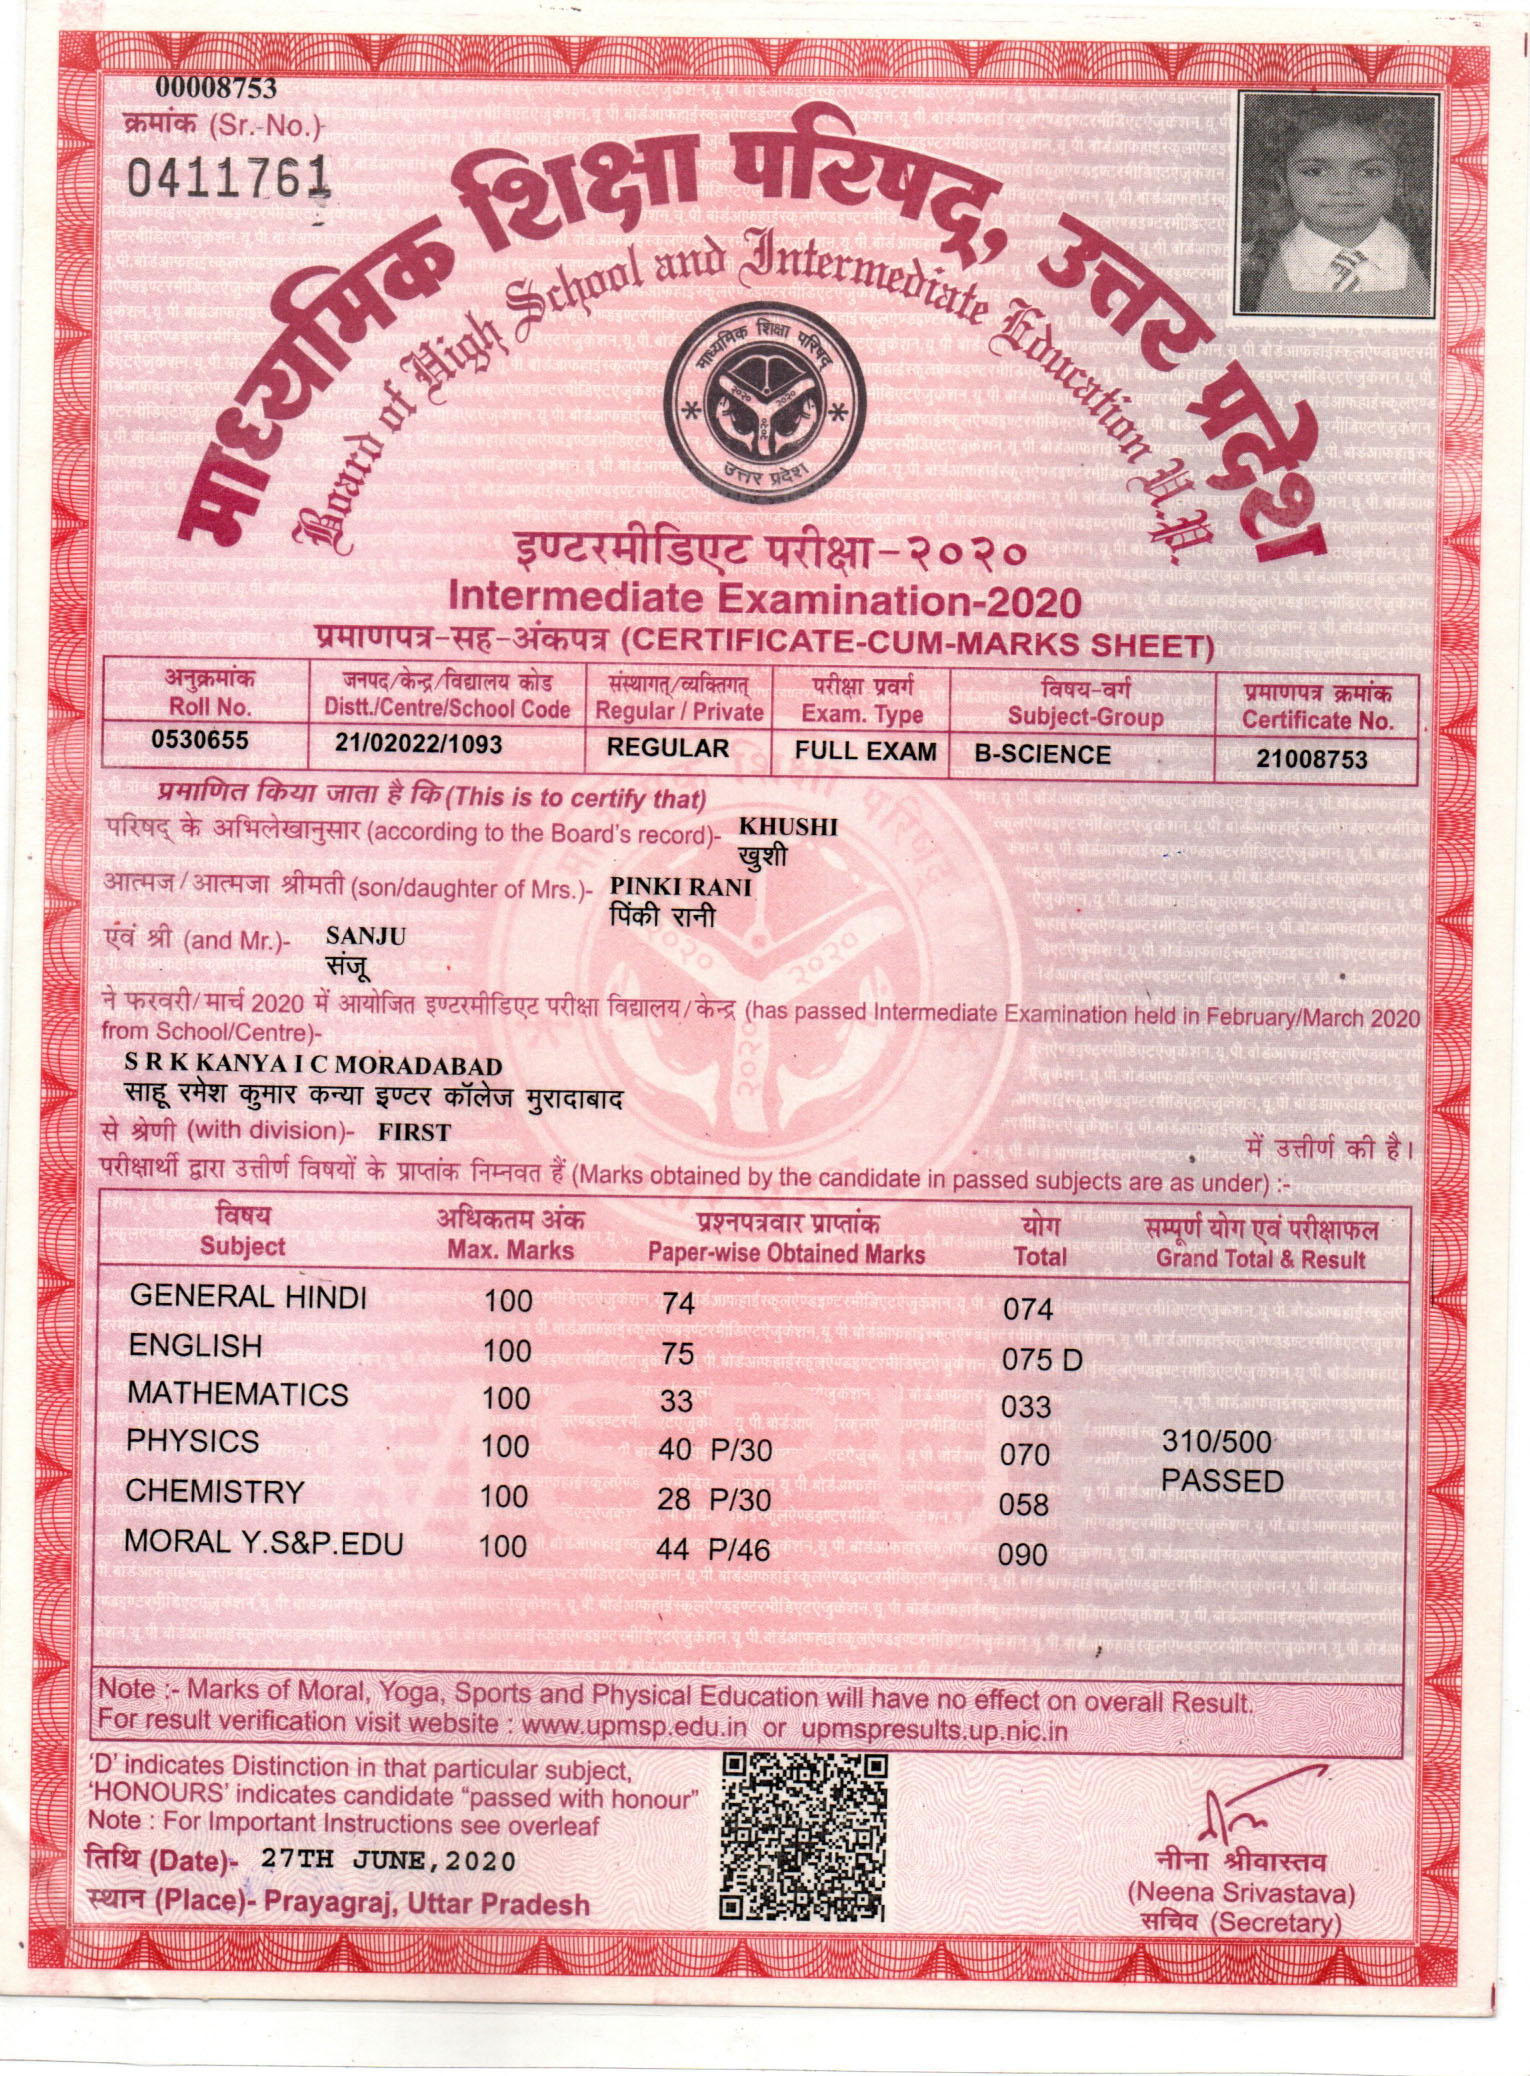 00008753
क्रमांक (Sr. No.)-
0411761
माध्यमिक शिक्षा परिषद्, उत्तर प्रदेश
Board of High School and Intermediate Education U.P.
माध्यमिक शिक्षा परिषद्
२०२० २०२०
२०२०
उत्तर प्रदेश
इण्टरमीडिएट परीक्षा-२०२०
Intermediate Examination-2020
प्रमाणपत्र-सह-अंकपत्र (CERTIFICATE-CUM-MARKS SHEET)
अनुक्रमांक जनपद/केन्द्र/विद्यालय कोड संस्थागत्/व्यक्तिगत् परीक्षा प्रवर्ग विषय-वर्ग प्रमाणपत्र क्रमांक
Roll No. Distt./Centre/School Code Regular / Private Exam. Type Subject-Group Certificate No.
0530655 21/02022/1093 REGULAR FULL EXAM B-SCIENCE 21008753
प्रमाणित किया जाता है कि (This is to certify that)
परिषद् के अभिलेखानुसार (according to the Board's record)- KHUSHI
खुशी
आत्मज/आत्मजा श्रीमती (son/daughter of Mrs.)- PINKI RANI
पिंकी रानी
एवं श्री (and Mr.)- SANJU
संजू
ने फरवरी/मार्च 2020 में आयोजित इण्टरमीडिएट परीक्षा विद्यालय/केन्द्र (has passed Intermediate Examination held in February/March 2020
from School/Centre)-
S R K KANYA I C MORADABAD
साहू रमेश कुमार कन्या इण्टर कॉलेज मुरादाबाद
से श्रेणी (with division)- FIRST में उत्तीर्ण की है।
परीक्षार्थी द्वारा उत्तीर्ण विषयों के प्राप्तांक निम्नवत हैं (Marks obtained by the candidate in passed subjects are as under) :-
विषय अधिकतम अंक प्रश्नपत्रवार प्राप्तांक योग सम्पूर्ण योग एवं परीक्षाफल
Subject Max. Marks Paper-wise Obtained Marks Total Grand Total & Result
GENERAL HINDI 100 74 074
ENGLISH 100 75 075 D
MATHEMATICS 100 33 033
PHYSICS 100 40 P/30 070 310/500
PASSED
CHEMISTRY 100 28 P/30 058
MORAL Y.S&P.EDU 100 44 P/46 090
Note :- Marks of Moral, Yoga, Sports and Physical Education will have no effect on overall Result.
For result verification visit website : www.upmsp.edu.in or upmspresults.up.nic.in
'D' indicates Distinction in that particular subject,
'HONOURS' indicates candidate "passed with honour"
Note : For Important Instructions see overleaf
तिथि (Date)- 27TH JUNE,2020
स्थान (Place)- Prayagraj, Uttar Pradesh
नीना श्रीवास्तव
(Neena Srivastava)
सचिव (Secretary)